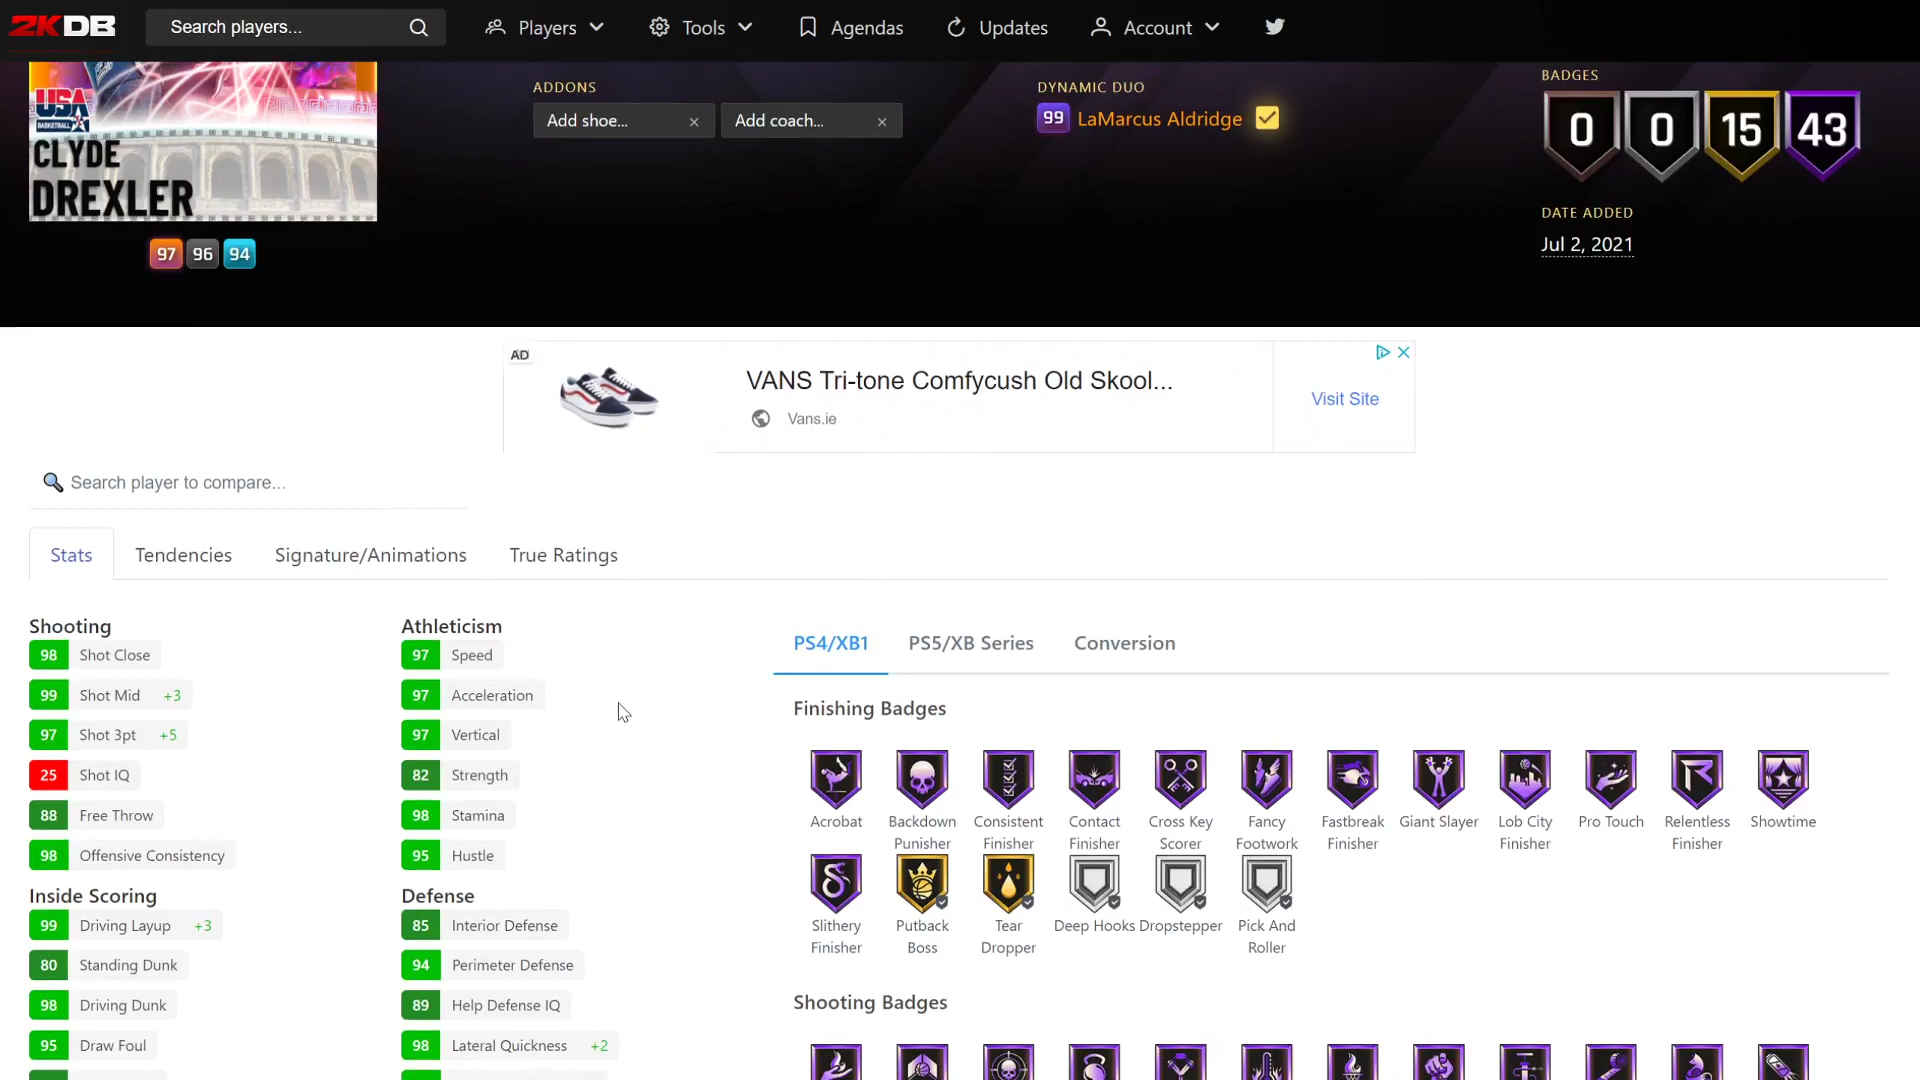 2KDB
Search players...
Players
Tools
Agendas
Updates
Account
USA
BASKETBALL
CLYDE
DREXLER
97 96 94
ADDONS
Add shoe... ×
Add coach... ×
DYNAMIC DUO
99 LaMarcus Aldridge
BADGES
0 0 15 43
DATE ADDED
Jul 2, 2021
AD
VANS Tri-tone Comfycush Old Skool...
Vans.ie
Visit Site
Search player to compare...
Stats
Tendencies
Signature/Animations
True Ratings
Shooting
98 Shot Close
99 Shot Mid +3
97 Shot 3pt +5
25 Shot IQ
88 Free Throw
98 Offensive Consistency
Inside Scoring
99 Driving Layup +3
80 Standing Dunk
98 Driving Dunk
95 Draw Foul
Athleticism
97 Speed
97 Acceleration
97 Vertical
82 Strength
98 Stamina
95 Hustle
Defense
85 Interior Defense
94 Perimeter Defense
89 Help Defense IQ
98 Lateral Quickness +2
PS4/XB1
PS5/XB Series
Conversion
Finishing Badges
Acrobat
Backdown
Punisher
Consistent
Finisher
Contact
Finisher
Cross Key
Scorer
Fancy
Footwork
Fastbreak
Finisher
Giant Slayer
Lob City
Finisher
Pro Touch
Relentless
Finisher
Showtime
Slithery
Finisher
Putback
Boss
Tear
Dropper
Deep Hooks
Dropstepper
Pick And
Roller
Shooting Badges